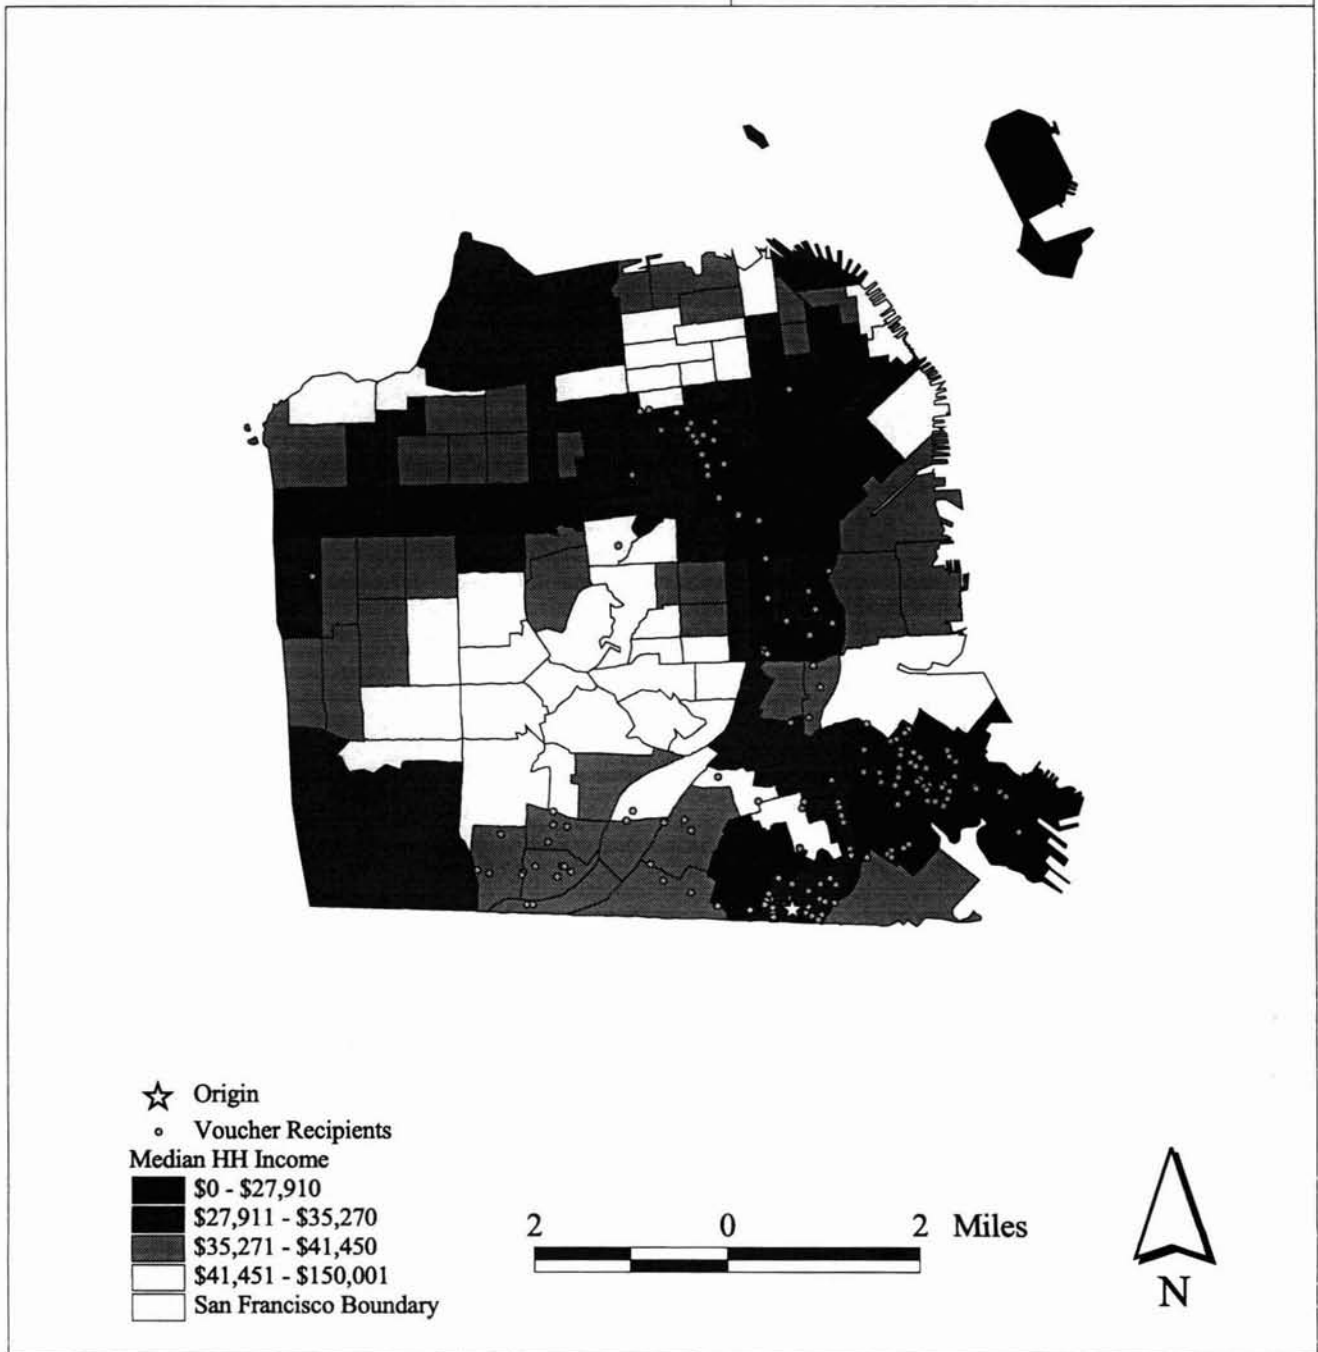 Origin
Voucher Recipients
Median HH Income
$0 - $27,910
$27,911 - $35,270
$35,271 - $41,450
$41,451 - $150,001
San Francisco Boundary
2 0 2 Miles
N